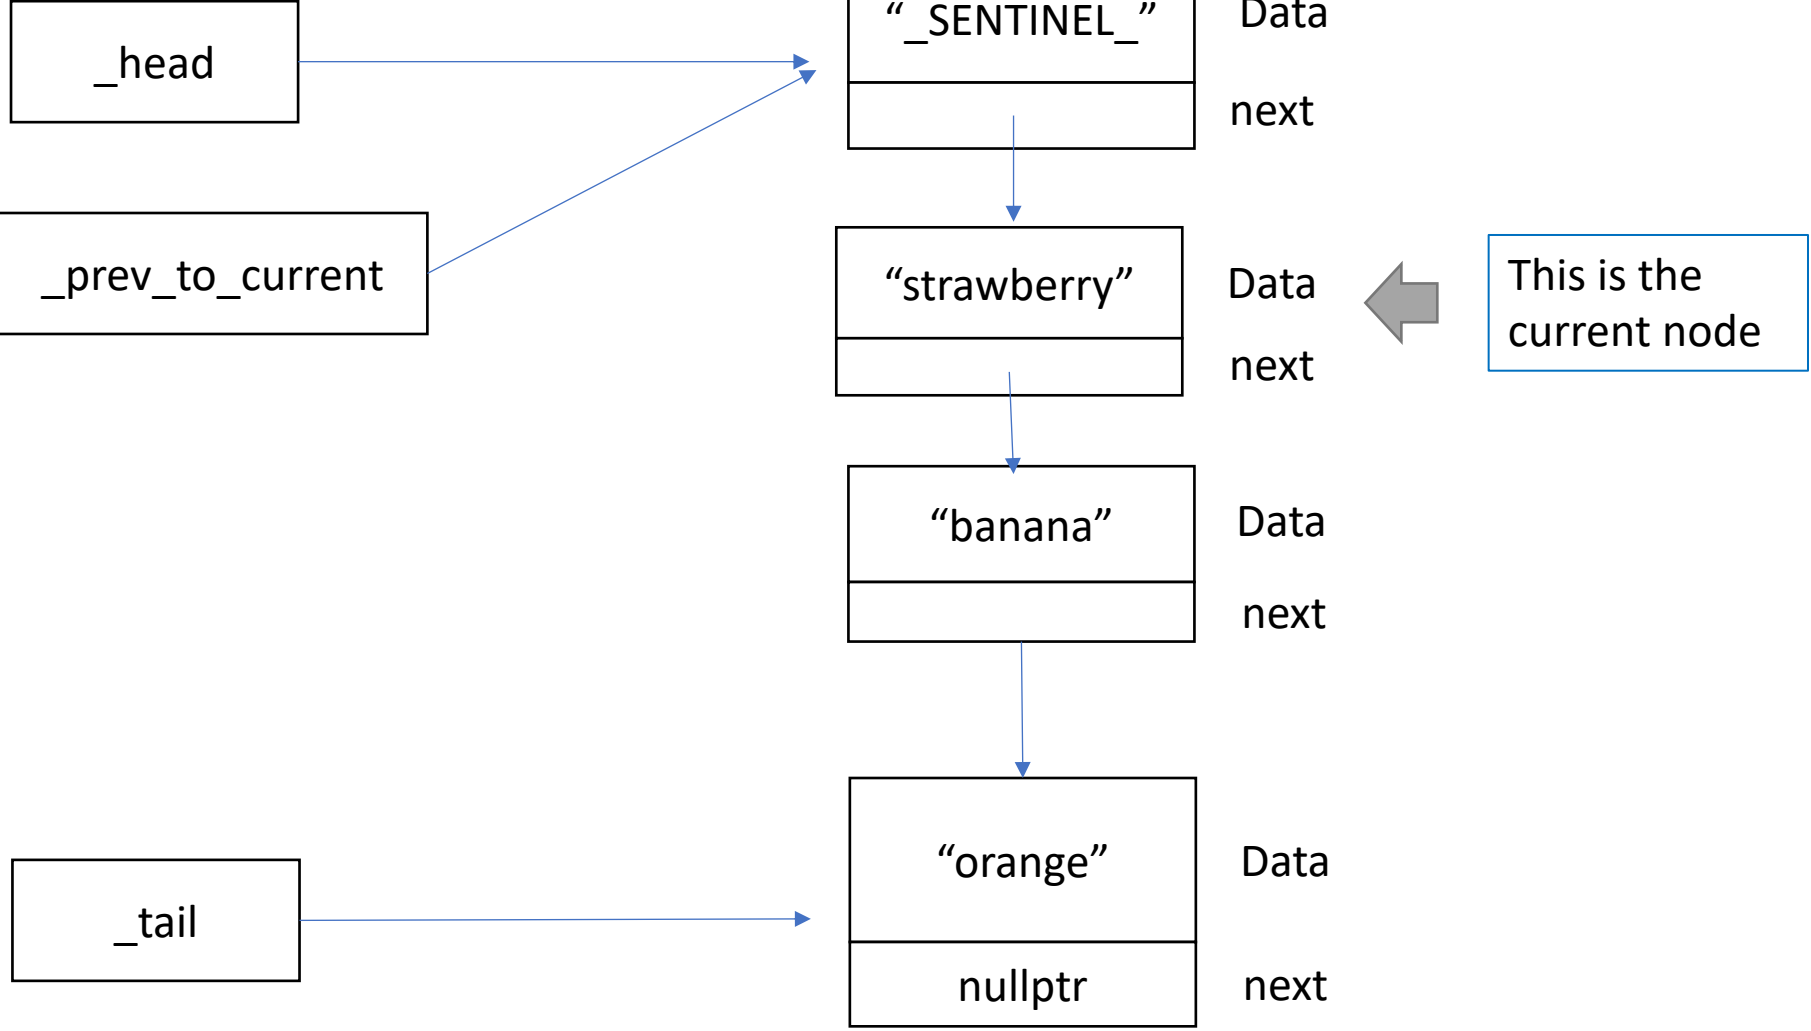 “_SENTINEL_” Data
_head
next
_prev_to_current
“strawberry” Data
This is the
current node
next
“banana” Data
next
“orange” Data
_tail
nullptr next